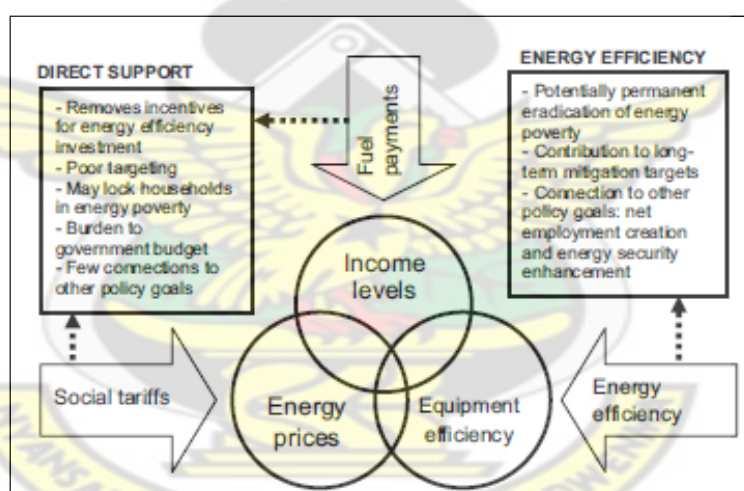 DIRECT SUPPORT
- Removes incentives
for energy efficiency
investment
- Poor targeting
- May lock households
in energy poverty
- Burden to
government budget
- Few connections to
other policy goals
Fuel
payments
ENERGY EFFICIENCY
- Potentially permanent
eradication of energy
poverty
- Contribution to long-
term mitigation targets
- Connection to other
policy goals: net
employment creation
and energy security
enhancement
Income
levels
Social tariffs
Energy
prices
Equipment
efficiency
Energy
efficiency